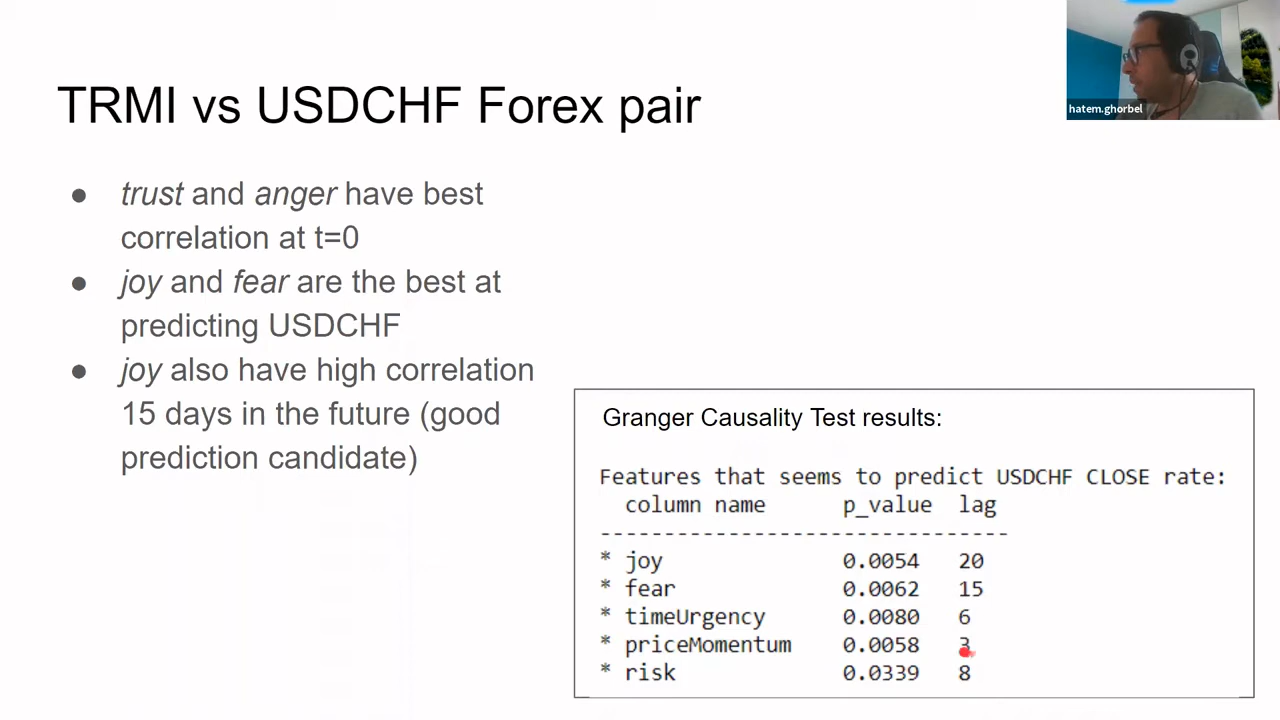 hatem.ghorbel
TRMI vs USDCHF Forex pair
● trust and anger have best
correlation at t=0
● joy and fear are the best at
predicting USDCHF
● joy also have high correlation
15 days in the future (good
prediction candidate)
Granger Causality Test results:
Features that seems to predict USDCHF CLOSE rate:
column name p_value lag
--------------------------------
* joy 0.0054 20
* fear 0.0062 15
* timeUrgency 0.0080 6
* priceMomentum 0.0058 3
* risk 0.0339 8